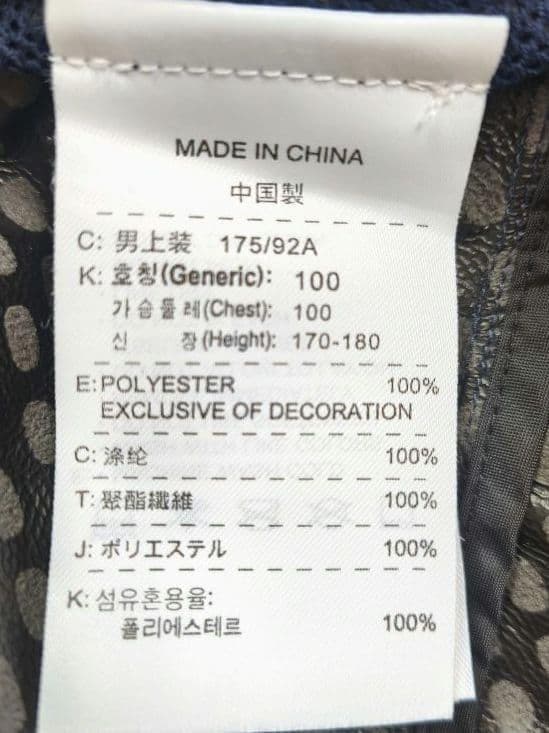 MADE IN CHINA
中国製
C: 男上装 175/92A
K: 호칭(Generic): 100
가슴둘레(Chest): 100
신 장(Height): 170-180
E: POLYESTER 100%
EXCLUSIVE OF DECORATION
C: 涤纶 100%
T: 聚酯纖維 100%
J: ポリエステル 100%
K: 섬유혼용율:
폴리에스테르 100%